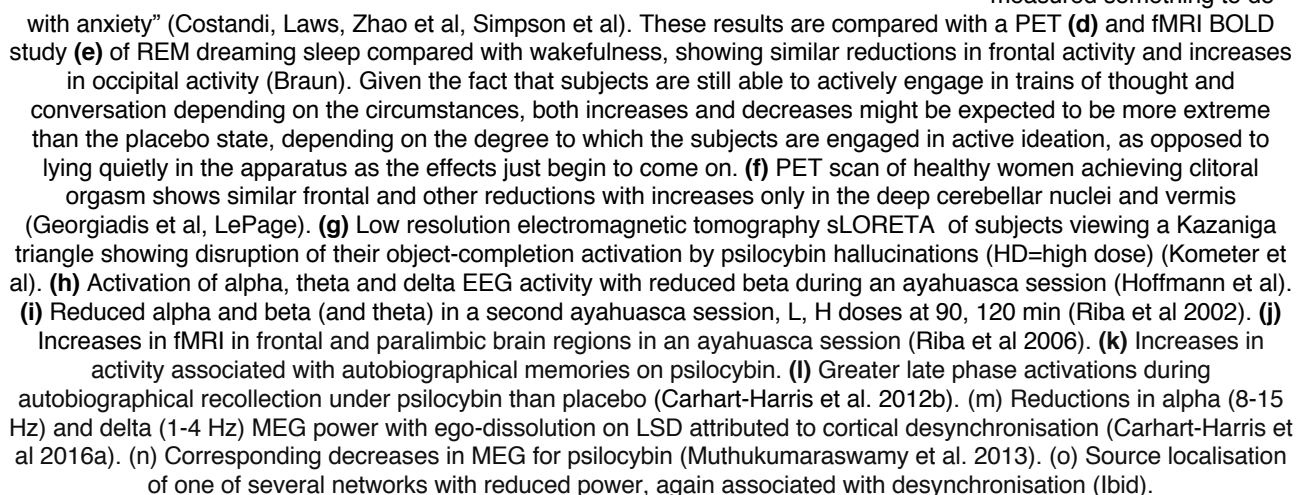 measured something to do
with anxiety” (Costandi, Laws, Zhao et al, Simpson et al). These results are compared with a PET (d) and fMRI BOLD
study (e) of REM dreaming sleep compared with wakefulness, showing similar reductions in frontal activity and increases
in occipital activity (Braun). Given the fact that subjects are still able to actively engage in trains of thought and
conversation depending on the circumstances, both increases and decreases might be expected to be more extreme
than the placebo state, depending on the degree to which the subjects are engaged in active ideation, as opposed to
lying quietly in the apparatus as the effects just begin to come on. (f) PET scan of healthy women achieving clitoral
orgasm shows similar frontal and other reductions with increases only in the deep cerebellar nuclei and vermis
(Georgiadis et al, LePage). (g) Low resolution electromagnetic tomography sLORETA of subjects viewing a Kazaniga
triangle showing disruption of their object-completion activation by psilocybin hallucinations (HD=high dose) (Kometer et
al). (h) Activation of alpha, theta and delta EEG activity with reduced beta during an ayahuasca session (Hoffmann et al).
(i) Reduced alpha and beta (and theta) in a second ayahuasca session, L, H doses at 90, 120 min (Riba et al 2002). (j)
Increases in fMRI in frontal and paralimbic brain regions in an ayahuasca session (Riba et al 2006). (k) Increases in
activity associated with autobiographical memories on psilocybin. (l) Greater late phase activations during
autobiographical recollection under psilocybin than placebo (Carhart-Harris et al. 2012b). (m) Reductions in alpha (8-15
Hz) and delta (1-4 Hz) MEG power with ego-dissolution on LSD attributed to cortical desynchronisation (Carhart-Harris et
al 2016a). (n) Corresponding decreases in MEG for psilocybin (Muthukumaraswamy et al. 2013). (o) Source localisation
of one of several networks with reduced power, again associated with desynchronisation (Ibid).